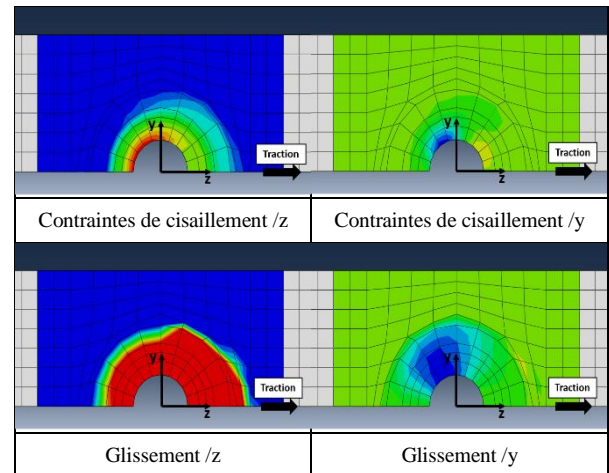 y
z
Traction
y
z
Traction
Contraintes de cisaillement /z
Contraintes de cisaillement /y
y
z
Traction
y
z
Traction
Glissement /z
Glissement /y